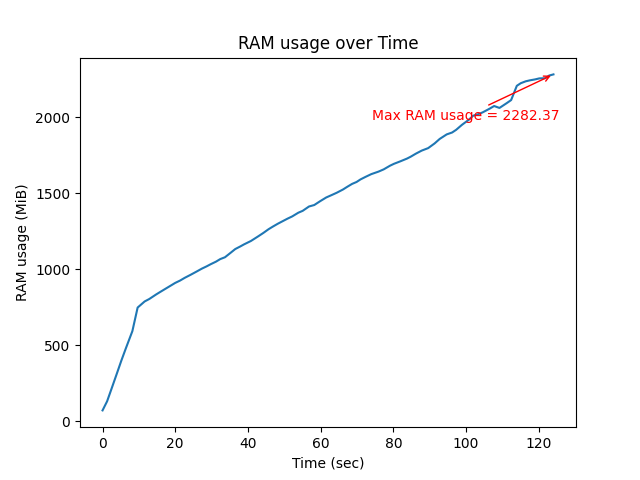 RAM usage over Time
RAM usage (MiB)
2000
1500
1000
500
0
Max RAM usage = 2282.37
0 20 40 60 80 100 120
Time (sec)